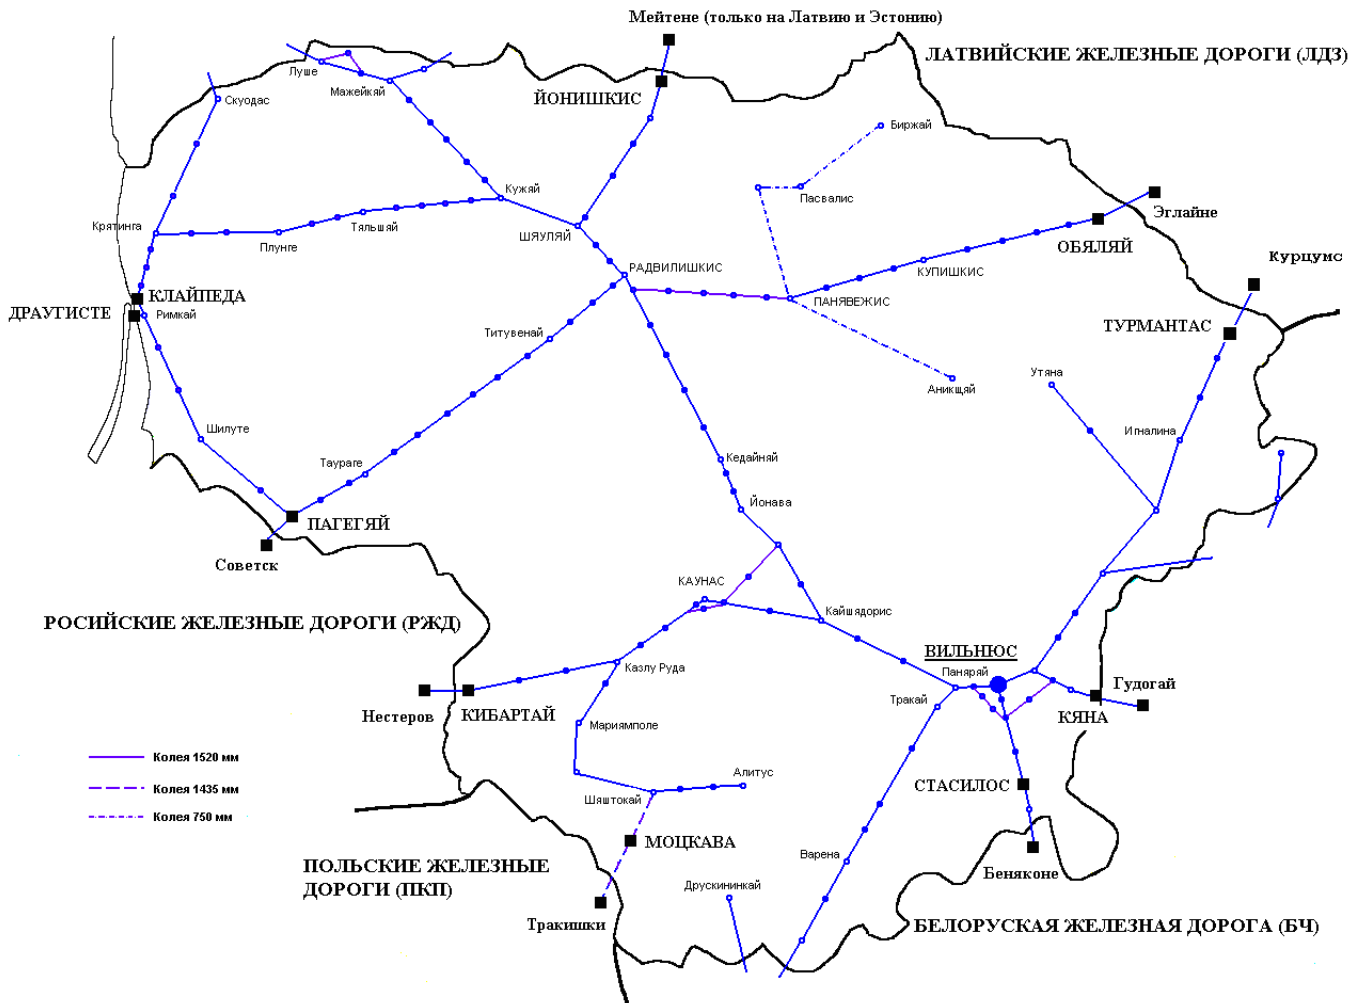 Мейтене (только на Латвию и Эстонию)
ЛАТВИЙСКИЕ ЖЕЛЕЗНЫЕ ДОРОГИ (ЛДЗ)
Луше
Мажейкяй
Скуодас
ЙОНИШКИС
Биржай
Кужяй
Пасвалис
Эглайне
Крятинга
Плунге
Тяльшяй
ШЯУЛЯЙ
ОБЯЛЯЙ
РАДВИЛИШКИС
КУПИШКИС
Курцумс
КЛАЙПЕДА
ПАНЯВЕЖИС
ДРАУГИСТЕ
Римкай
Титувенай
ТУРМАНТАС
Утяна
Аникщяй
Шилуте
Игналина
Таураге
Кедайняй
Йонава
ПАГЕГЯЙ
Советск
КАУНАС
Кайшядорис
РОСИЙСКИЕ ЖЕЛЕЗНЫЕ ДОРОГИ (РЖД)
ВИЛЬНЮС
Казлу Руда
Паняряй
Гудогай
Тракай
Нестеров
КИБАРТАЙ
КЯНА
Мариямполе
Колея 1520 мм
Алитус
СТАСИЛОС
Колея 1435 мм
Шяштокай
Колея 750 мм
МОЦКАВА
Варена
ПОЛЬСКИЕ ЖЕЛЕЗНЫЕ
ДОРОГИ (ПКП)
Беняконе
Друскининкай
Тракишки
БЕЛОРУСКАЯ ЖЕЛЕЗНАЯ ДОРОГА (БЧ)